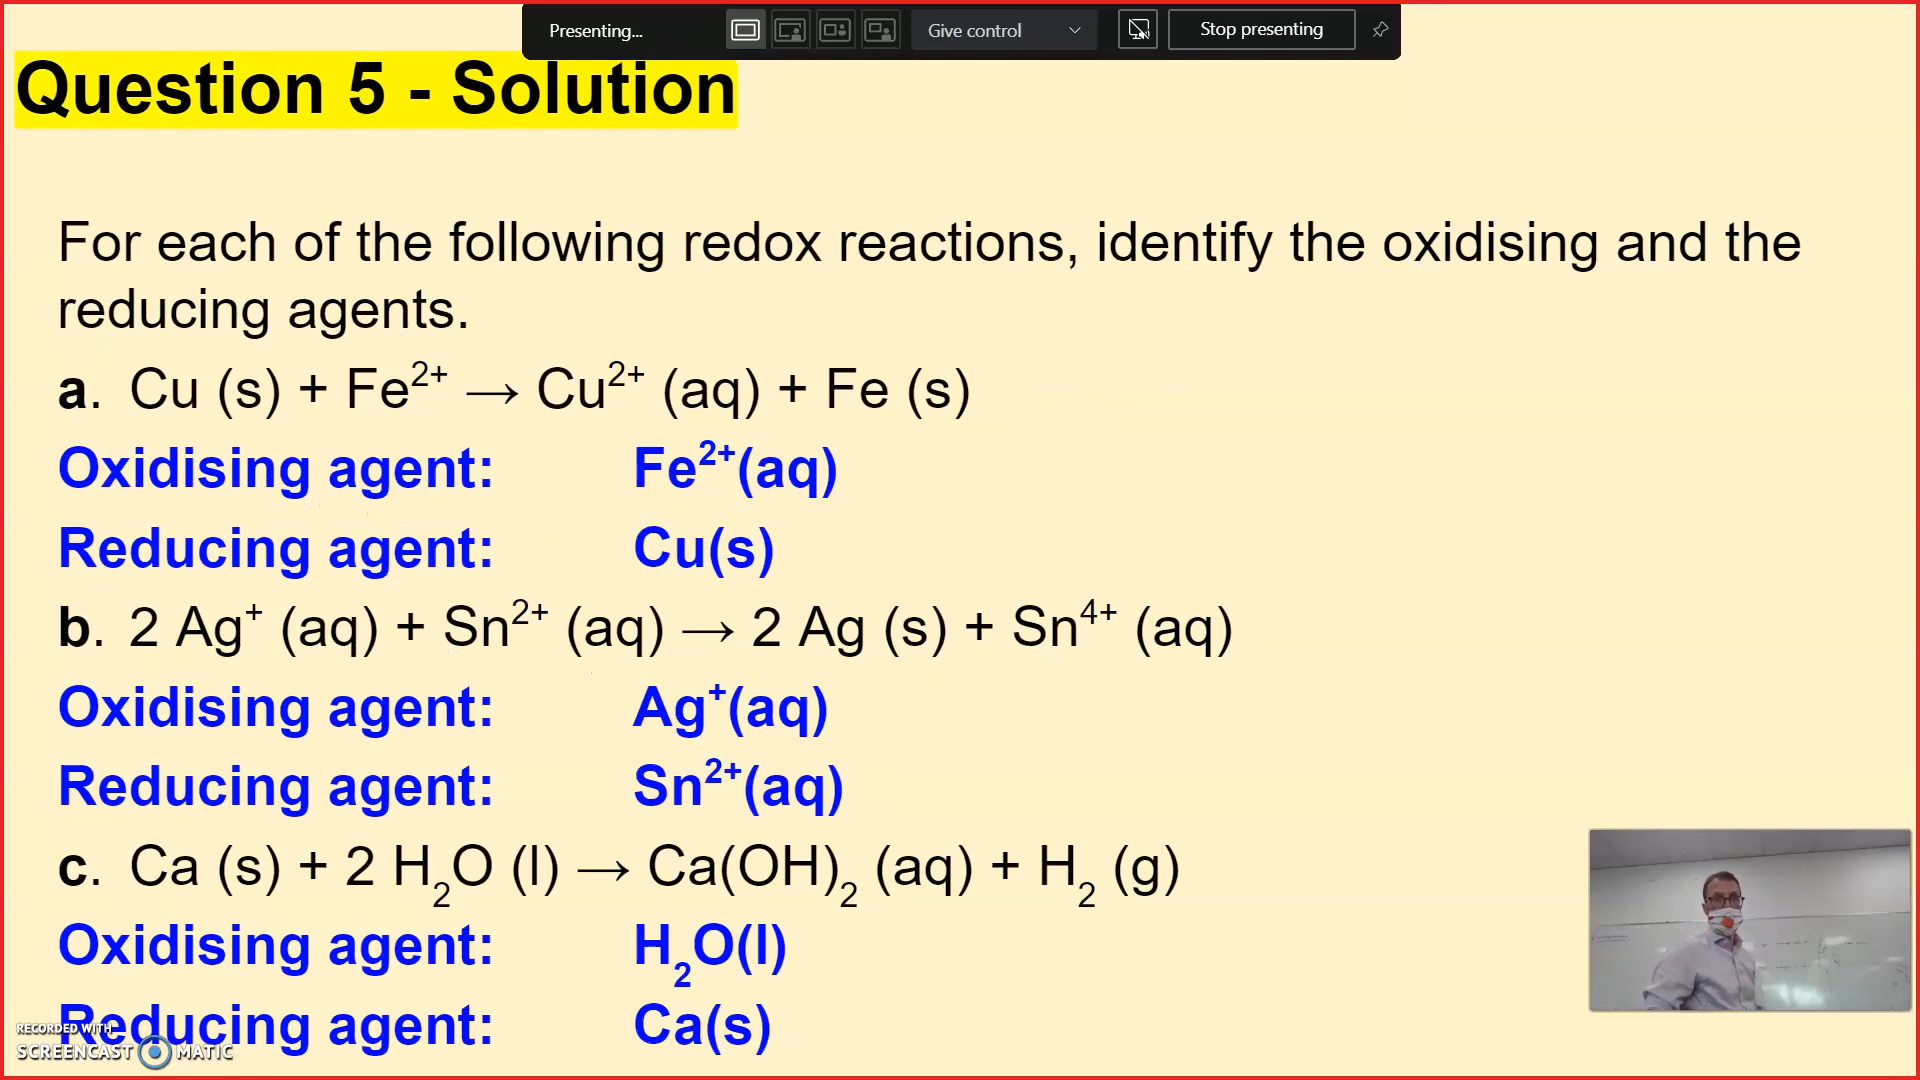 Presenting...
Give control
Stop presenting
Question 5 - Solution
For each of the following redox reactions, identify the oxidising and the
reducing agents.
a. Cu (s) + Fe²⁺ → Cu²⁺ (aq) + Fe (s)
Oxidising agent: Fe²⁺(aq)
Reducing agent: Cu(s)
b. 2 Ag⁺ (aq) + Sn²⁺ (aq) → 2 Ag (s) + Sn⁴⁺ (aq)
Oxidising agent: Ag⁺(aq)
Reducing agent: Sn²⁺(aq)
c. Ca (s) + 2 H₂O (l) → Ca(OH)₂ (aq) + H₂ (g)
Oxidising agent: H₂O(l)
Reducing agent: Ca(s)
RECORDED WITH
SCREENCAST MATIC